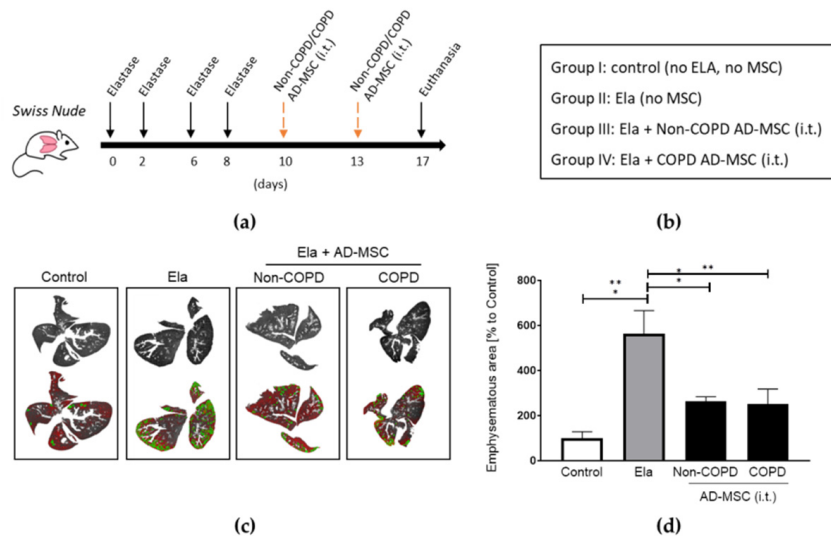 Swiss Nude
Elastase
Elastase
Elastase
Elastase
Non-COPD/COPD
AD-MSC (i.t.)
Non-COPD/COPD
AD-MSC (i.t.)
Euthanasia
0 2 6 8 10 13 17
(days)
(a)
Group I: control (no ELA, no MSC)
Group II: Ela (no MSC)
Group III: Ela + Non-COPD AD-MSC (i.t.)
Group IV: Ela + COPD AD-MSC (i.t.)
(b)
Ela + AD-MSC
Control Ela Non-COPD COPD
(c)
Emphysematous area [% to Control]
800
600
400
200
0
** *
* *
**
Control Ela Non-COPD COPD
AD-MSC (i.t.)
(d)